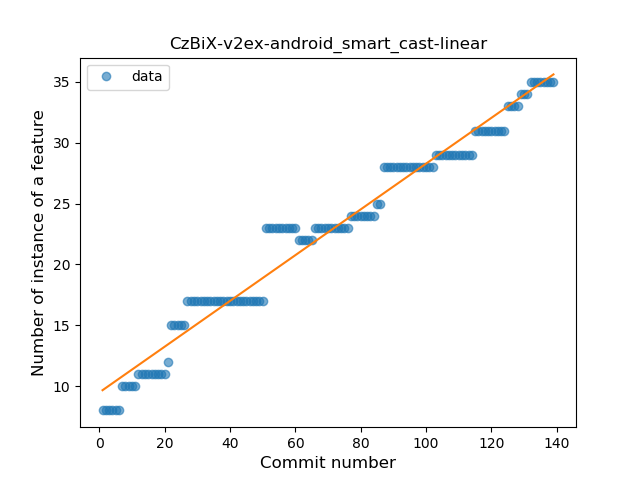 CzBiX-v2ex-android_smart_cast-linear
data
Number of instance of a feature
35
30
25
20
15
10
0 20 40 60 80 100 120 140
Commit number